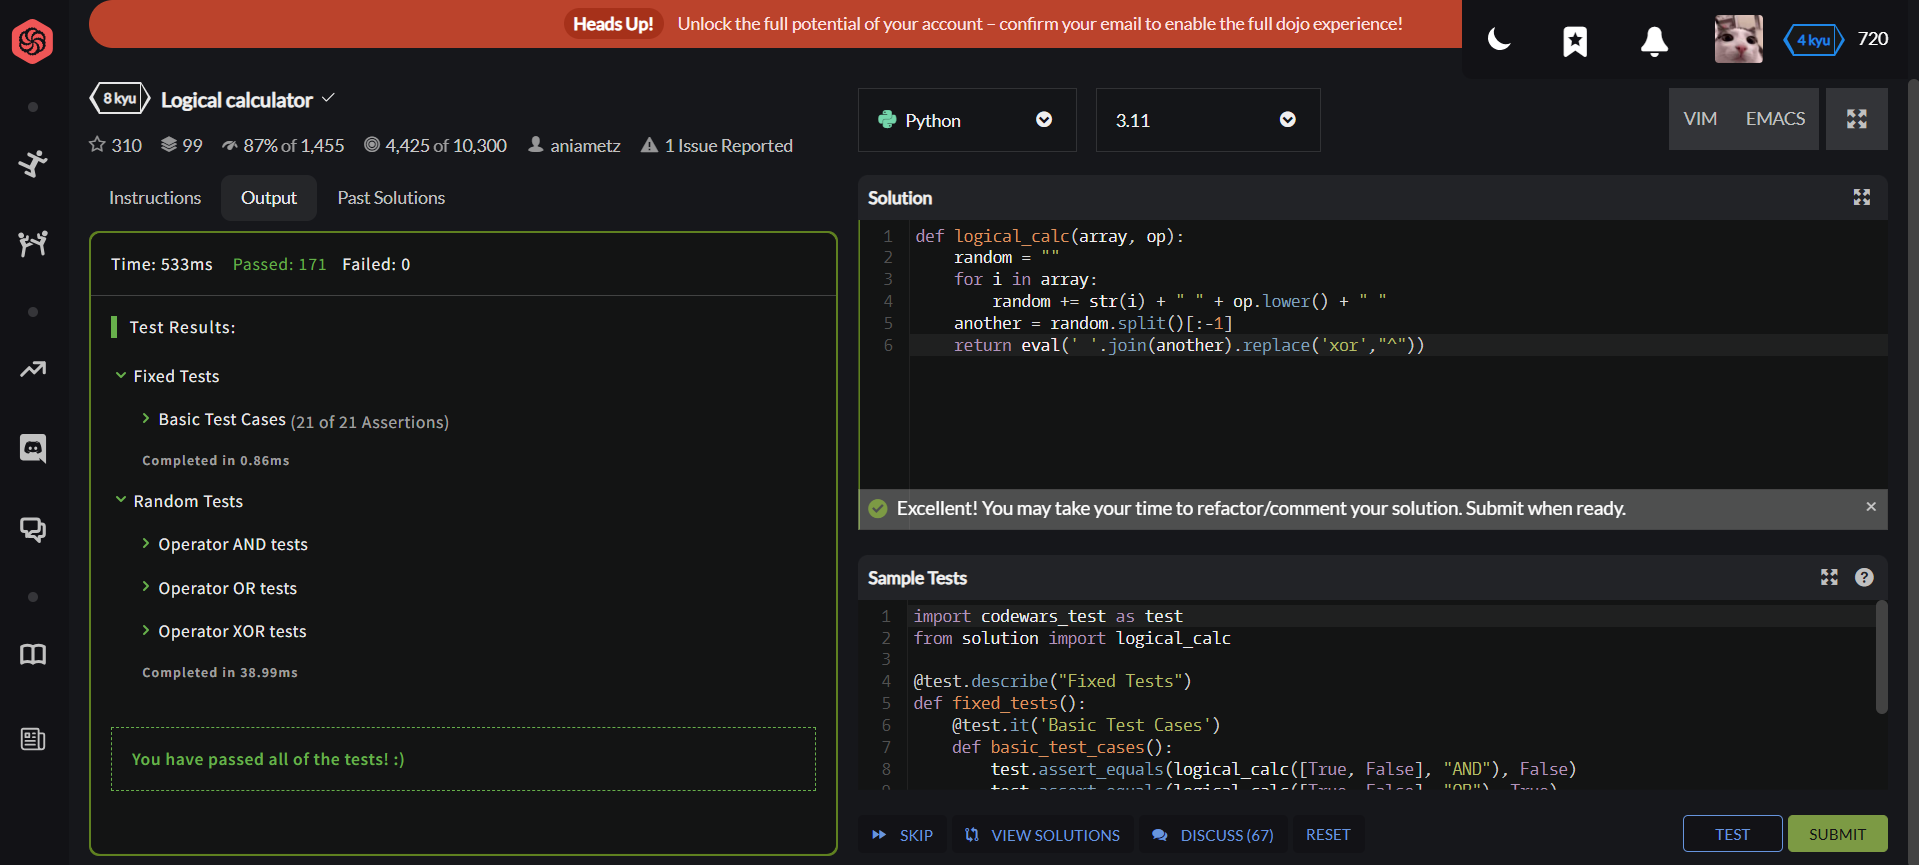 Heads Up! Unlock the full potential of your account – confirm your email to enable the full dojo experience!
4 kyu 720
8 kyu Logical calculator
310 99 87% of 1,455 4,425 of 10,300 aniametz 1 Issue Reported
Instructions Output Past Solutions
Time: 533ms Passed: 171 Failed: 0
Test Results:
Fixed Tests
Basic Test Cases (21 of 21 Assertions)
Completed in 0.86ms
Random Tests
Operator AND tests
Operator OR tests
Operator XOR tests
Completed in 38.99ms
You have passed all of the tests! :)
Python 3.11 VIM EMACS
Solution
1 def logical_calc(array, op):
2 random = ""
3 for i in array:
4 random += str(i) + " " + op.lower() + " "
5 another = random.split()[:-1]
6 return eval(' '.join(another).replace('xor',"^"))
Excellent! You may take your time to refactor/comment your solution. Submit when ready. ×
Sample Tests ?
1 import codewars_test as test
2 from solution import logical_calc
3
4 @test.describe("Fixed Tests")
5 def fixed_tests():
6 @test.it('Basic Test Cases')
7 def basic_test_cases():
8 test.assert_equals(logical_calc([True, False], "AND"), False)
9 test.assert_equals(logical_calc([True, False], "OR"), True)
SKIP VIEW SOLUTIONS DISCUSS (67) RESET TEST SUBMIT